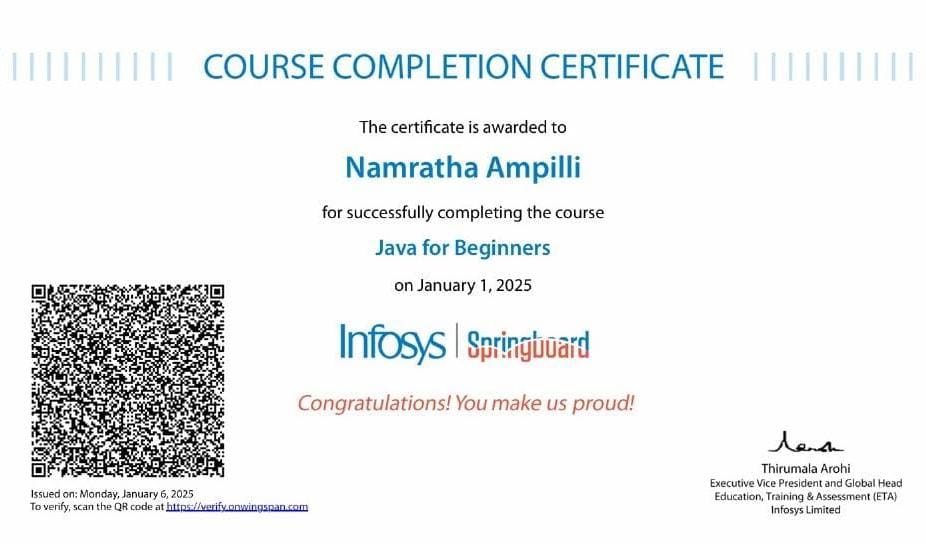 COURSE COMPLETION CERTIFICATE
The certificate is awarded to
Namratha Ampilli
for successfully completing the course
Java for Beginners
on January 1, 2025
Infosys | Springboard
Congratulations! You make us proud!
Issued on: Monday, January 6, 2025
To verify, scan the QR code at https://verify.onwingspan.com
Thirumala Arohi
Executive Vice President and Global Head
Education, Training & Assessment (ETA)
Infosys Limited